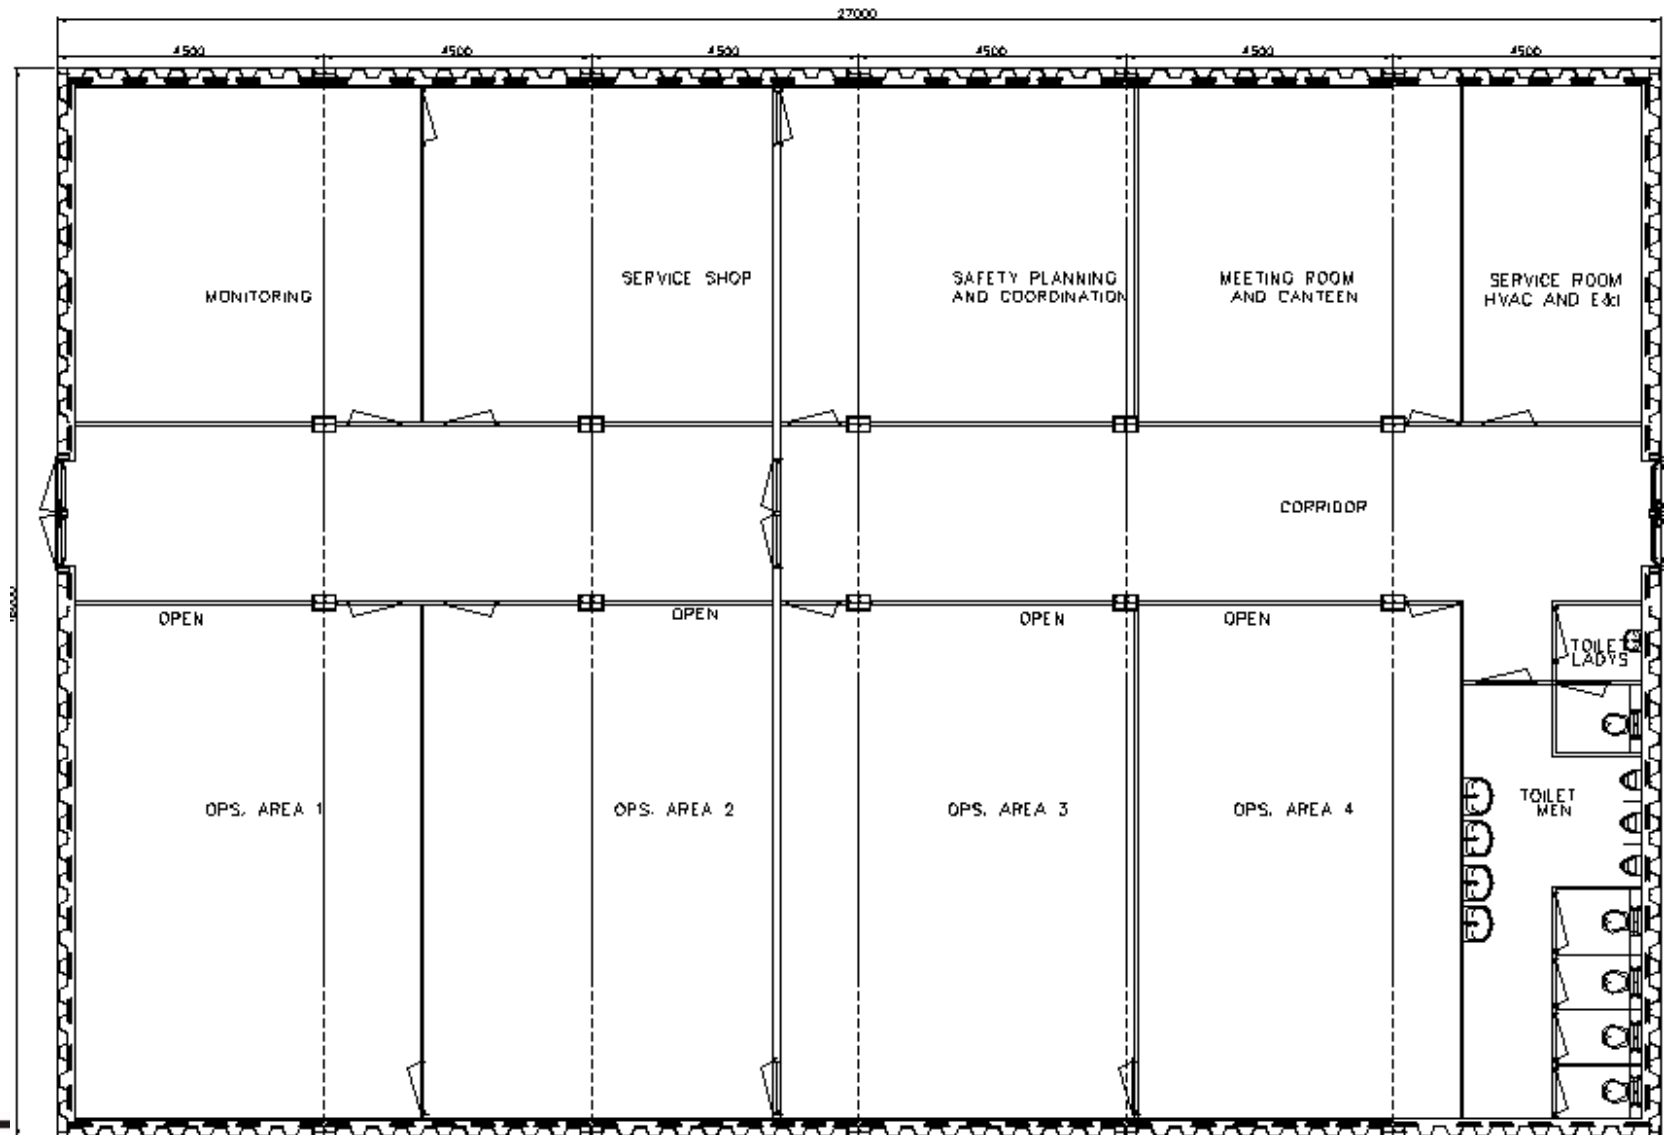 27000
4500 4500 4500 4500 4500 4500
MONITORING
SERVICE SHOP
SAFETY PLANNING
AND COORDINATION
MEETING ROOM
AND CANTEEN
SERVICE ROOM
HVAC AND E&I
CORRIDOR
OPEN
OPEN
OPEN
OPEN
TOILET
LADYS
OPS. AREA 1
OPS. AREA 2
OPS. AREA 3
OPS. AREA 4
TOILET
MEN